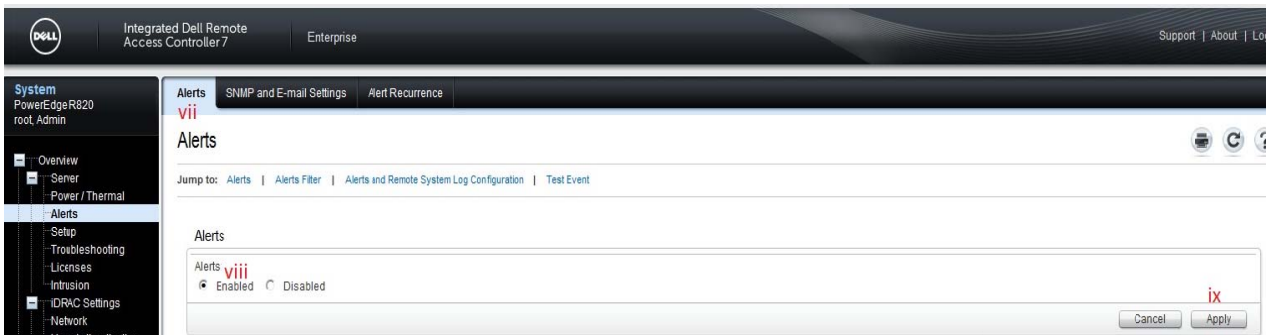 DELL
Integrated Dell Remote
Access Controller 7
Enterprise
Support | About |
System
PowerEdge R820
root, Admin
Alerts SNMP and E-mail Settings Alert Recurrence
vii
Alerts
Overview
Server
Power / Thermal
Alerts
Setup
Troubleshooting
Licenses
Intrusion
iDRAC Settings
Network
Jump to: Alerts | Alerts Filter | Alerts and Remote System Log Configuration | Test Event
Alerts
Alerts viii
Enabled Disabled
ix
Cancel Apply